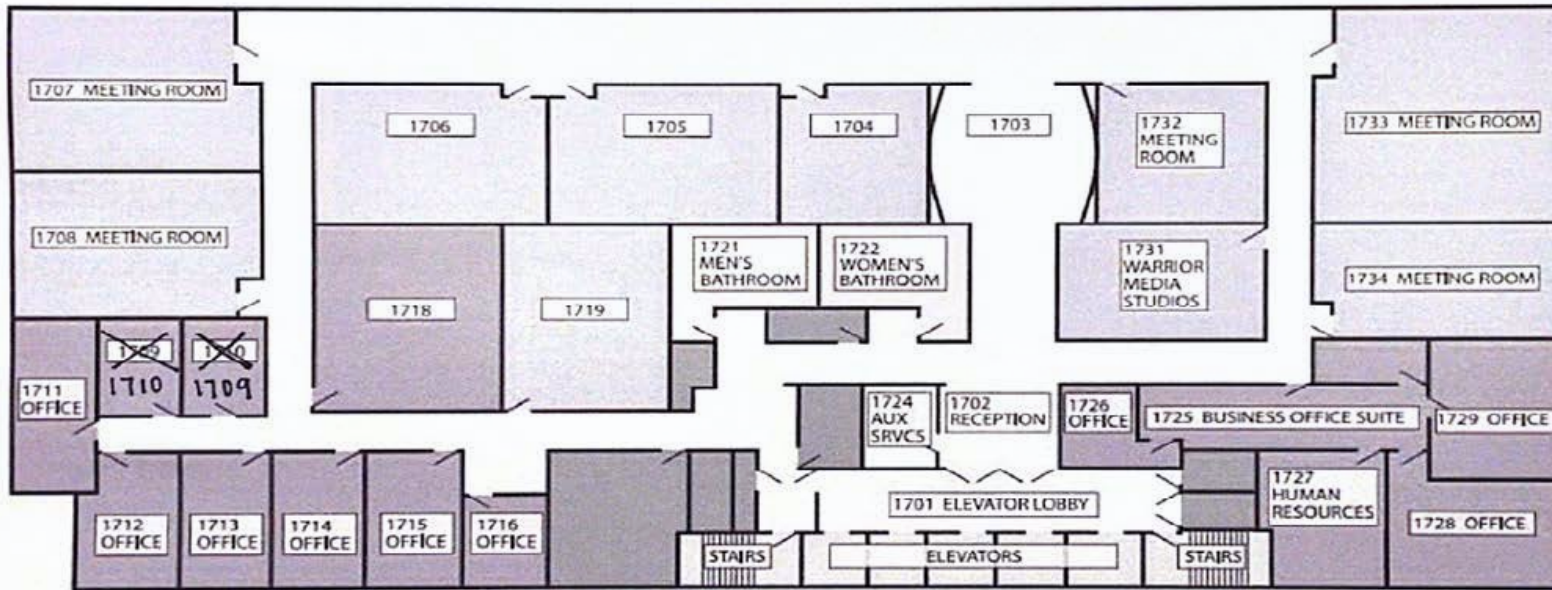 1707 MEETING ROOM
1706
1705
1704
1703
1732
MEETING
ROOM
1733 MEETING ROOM
1708 MEETING ROOM
1718
1719
1721
MEN'S
BATHROOM
1722
WOMEN'S
BATHROOM
1731
WARRIOR
MEDIA
STUDIOS
1734 MEETING ROOM
1711
OFFICE
1710
1709
1724
AUX
SRVCS
1702
RECEPTION
1726
OFFICE
1725 BUSINESS OFFICE SUITE
1729 OFFICE
1712
OFFICE
1713
OFFICE
1714
OFFICE
1715
OFFICE
1716
OFFICE
1701 ELEVATOR LOBBY
1727
HUMAN
RESOURCES
1728 OFFICE
STAIRS
ELEVATORS
STAIRS